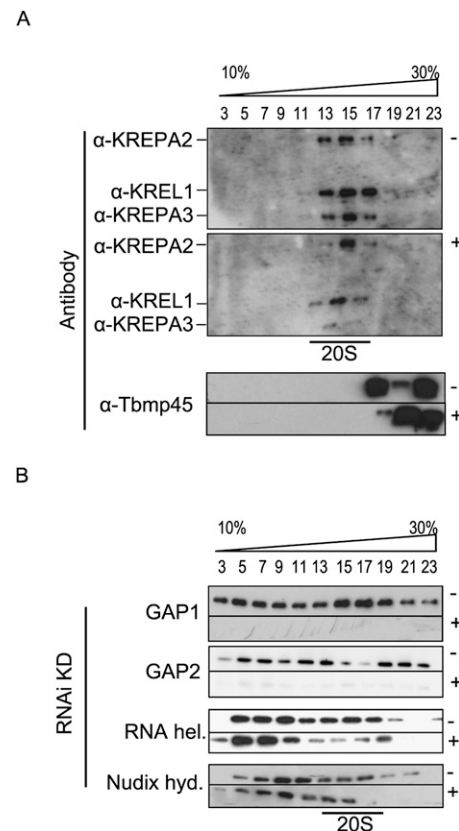 A
10% 30%
3 5 7 9 11 13 15 17 19 21 23
α-KREPA2 -
α-KREL1
α-KREPA3
α-KREPA2 +
α-KREL1
α-KREPA3
Antibody
20S
α-Tbmp45 -
+
B
10% 30%
3 5 7 9 11 13 15 17 19 21 23
GAP1 -
+
GAP2 -
+
RNAi KD
RNA hel. -
+
Nudix hyd. -
+
20S